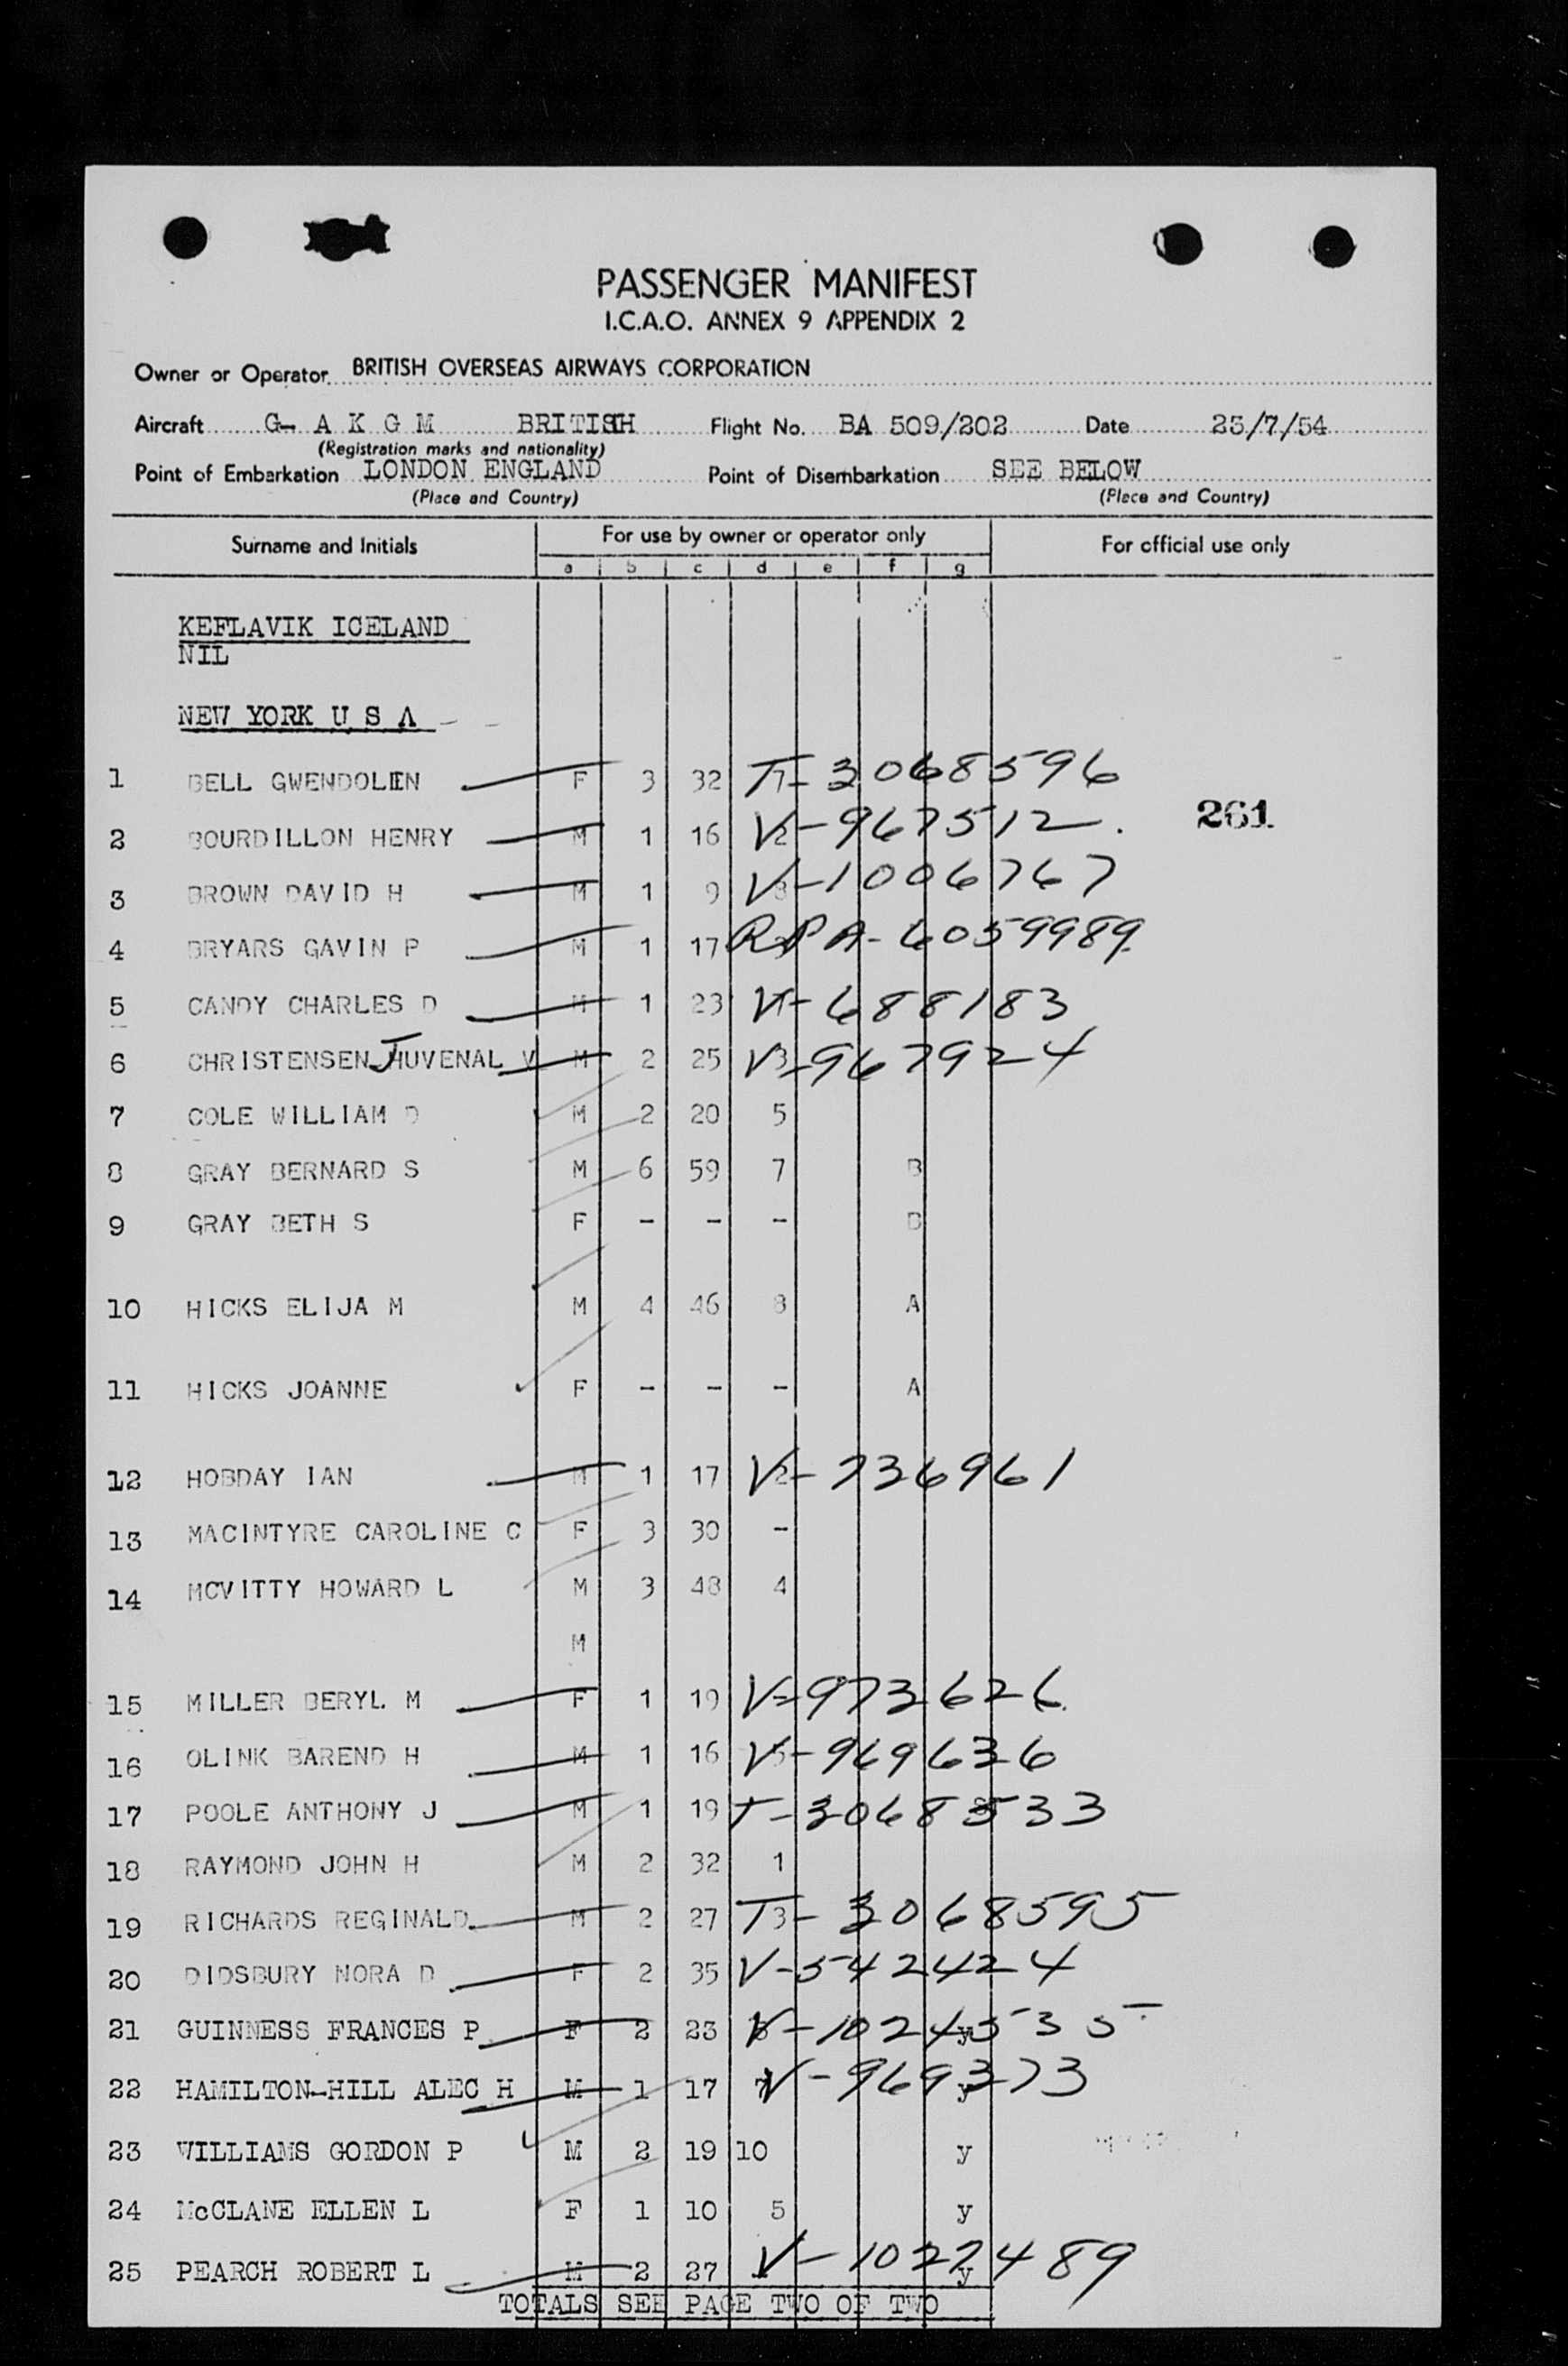 PASSENGER MANIFEST
I.C.A.O. ANNEX 9 APPENDIX 2
Owner or Operator BRITISH OVERSEAS AIRWAYS CORPORATION
Aircraft G- A K G M BRITISH Flight No. BA 509/202 Date 25/7/54
(Registration marks and nationality)
Point of Embarkation LONDON ENGLAND Point of Disembarkation SEE BELOW
(Place and Country) (Place and Country)
Surname and Initials For use by owner or operator only For official use only
a b c d e f g
KEFLAVIK ICELAND
NIL
NEW YORK U S A
1 BELL GWENDOLEN F 3 32 T-3068596
261
2 BOURDILLON HENRY M 1 16 V-967512
3 BROWN DAVID H M 1 9 V-1006767
4 BRYARS GAVIN P M 1 17 RPA-6059989
5 CANDY CHARLES D M 1 23 V-688183
6 CHRISTENSEN JUVENAL V M 2 25 V-967924
7 COLE WILLIAM D M 2 20 5
8 GRAY BERNARD S M 6 59 7 B
9 GRAY BETH S F - - - B
10 HICKS ELIJA M M 4 46 8 A
11 HICKS JOANNE F - - - A
12 HOBDAY IAN M 1 17 V-736961
13 MACINTYRE CAROLINE C F 3 30 -
14 MCVITTY HOWARD L M 3 48 4
M
15 MILLER BERYL M F 1 19 V-973626
16 OLINK BAREND H M 1 16 V-969636
17 POOLE ANTHONY J M 1 19 T-3068533
18 RAYMOND JOHN H M 2 32 1
19 RICHARDS REGINALD M 2 27 T-3068595
20 DIDSBURY NORA D F 2 35 V-542424
21 GUINNESS FRANCES P F 2 23 V-1024535 y
22 HAMILTON-HILL ALEC H M 1 17 7 V-969373 y
23 WILLIAMS GORDON P M 2 19 10 y
24 McCLANE ELLEN L F 1 10 5 y
25 PEARCH ROBERT L M 2 27 V-1022489 y
TOTALS SEE PAGE TWO OF TWO